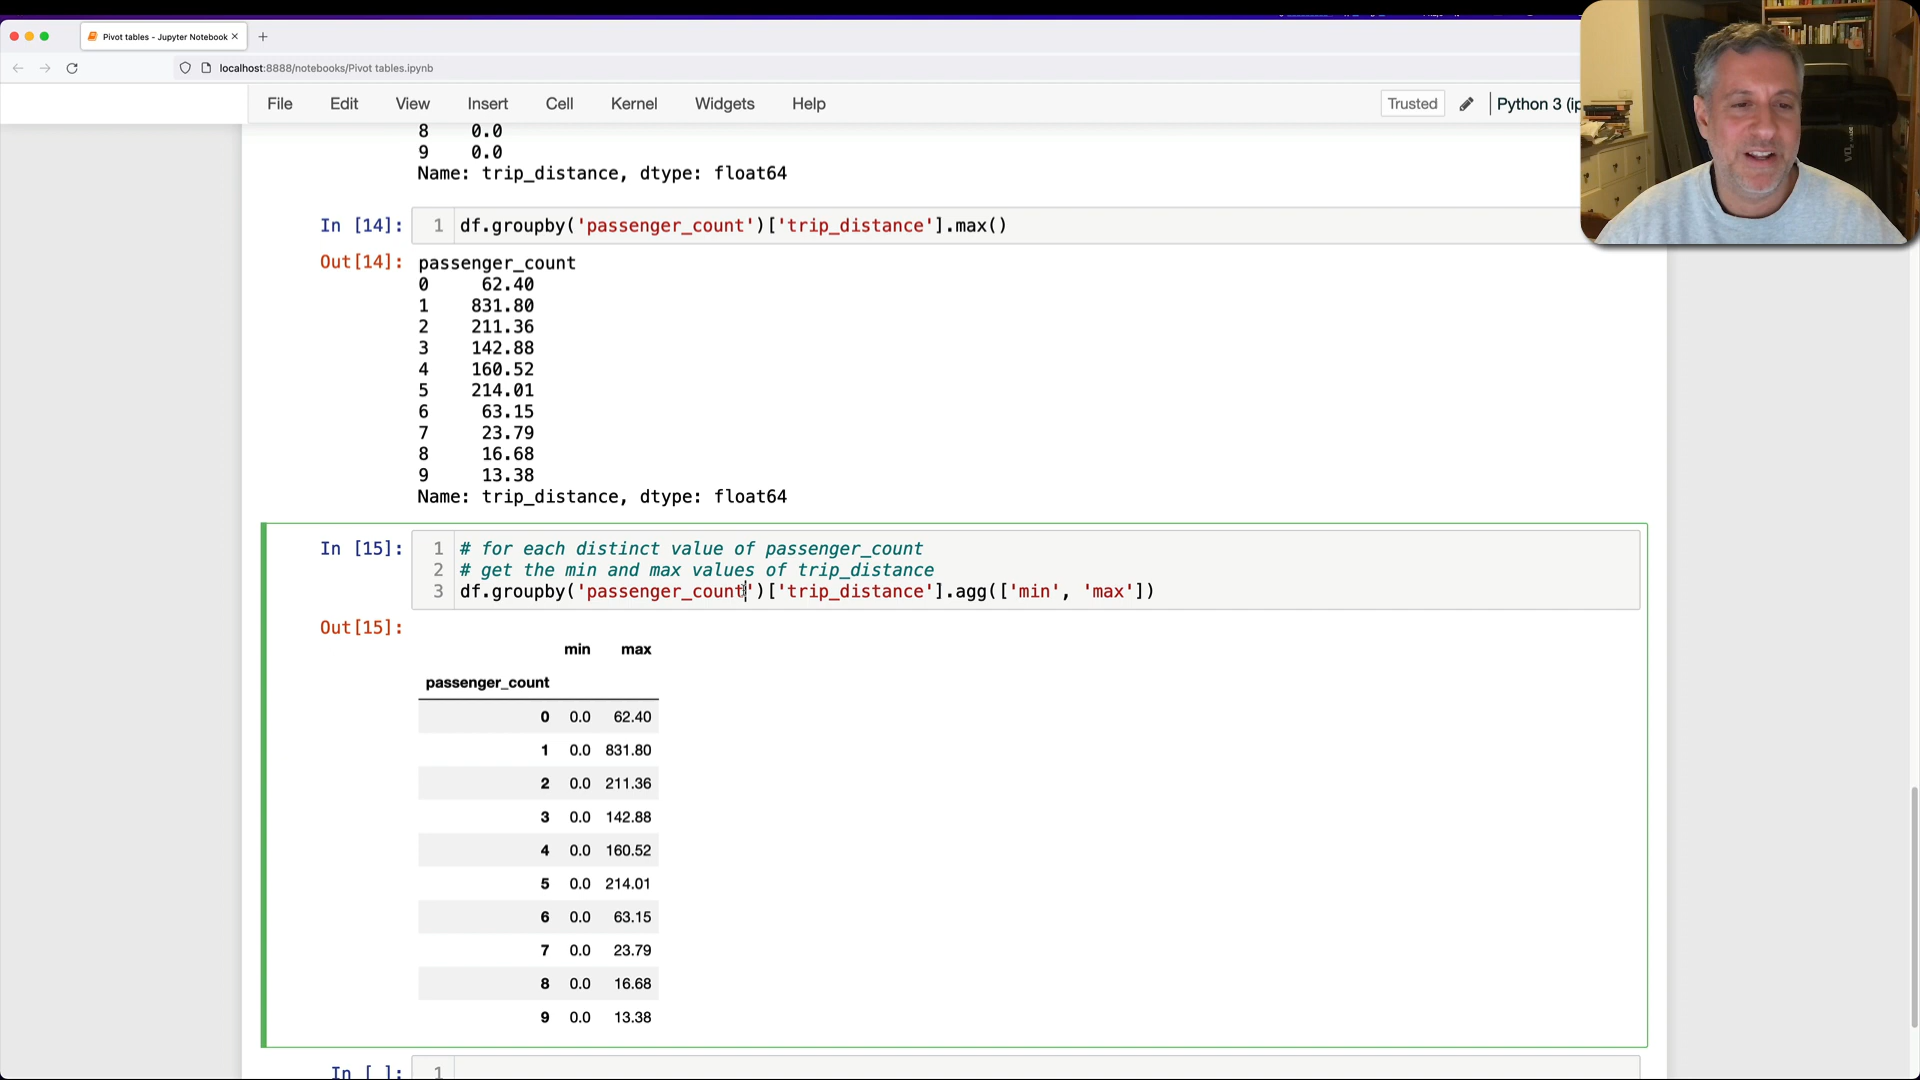 Pivot tables - Jupyter Notebook
localhost:8888/notebooks/Pivot tables.ipynb
File Edit View Insert Cell Kernel Widgets Help Trusted Python 3 (ip
8 0.0
9 0.0
Name: trip_distance, dtype: float64
In [14]: 1 df.groupby('passenger_count')['trip_distance'].max()
Out[14]: passenger_count
0 62.40
1 831.80
2 211.36
3 142.88
4 160.52
5 214.01
6 63.15
7 23.79
8 16.68
9 13.38
Name: trip_distance, dtype: float64
In [15]: 1 # for each distinct value of passenger_count
2 # get the min and max values of trip_distance
3 df.groupby('passenger_count')['trip_distance'].agg(['min', 'max'])
Out[15]:
min max
passenger_count
0 0.0 62.40
1 0.0 831.80
2 0.0 211.36
3 0.0 142.88
4 0.0 160.52
5 0.0 214.01
6 0.0 63.15
7 0.0 23.79
8 0.0 16.68
9 0.0 13.38
In [ ]: 1